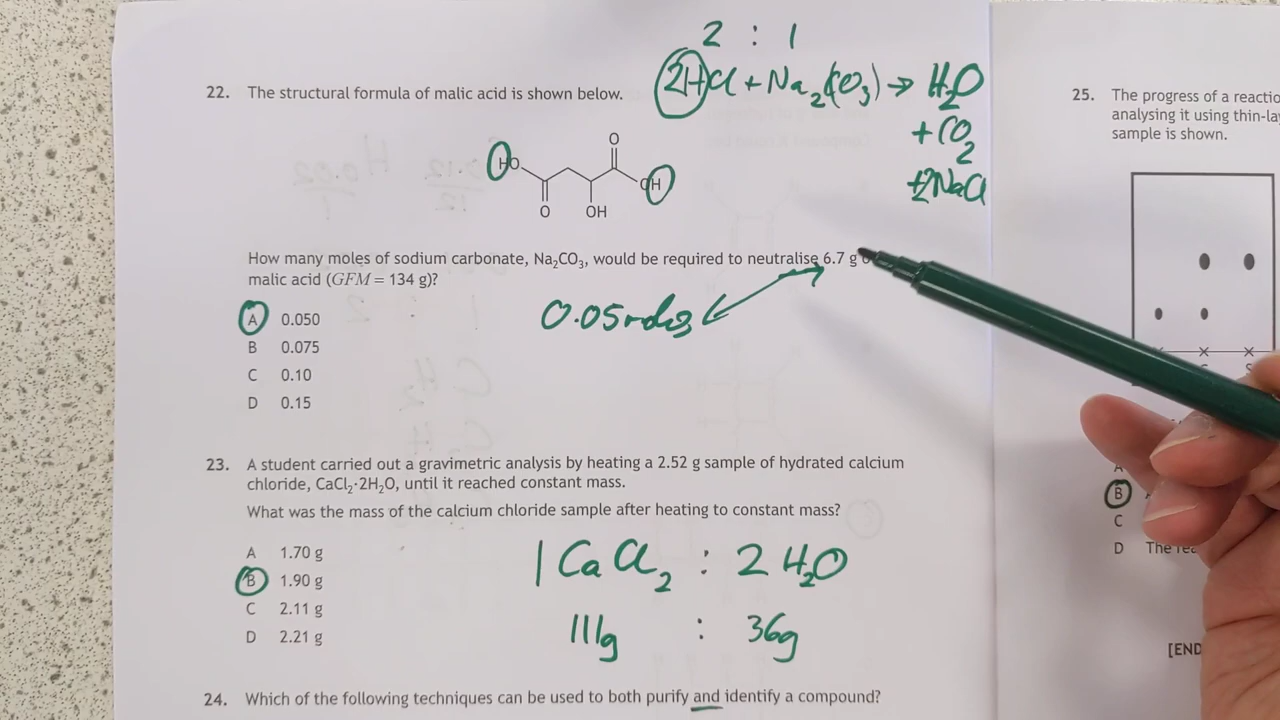 2 : 1
22. The structural formula of malic acid is shown below.
2HCl + Na2(CO3) → H2O
+ CO2
+2NaCl
O
HO
OH
O
OH
How many moles of sodium carbonate, Na2CO3, would be required to neutralise 6.7 g
malic acid (GFM = 134 g)?
0.05moles
A 0.050
B 0.075
C 0.10
D 0.15
23. A student carried out a gravimetric analysis by heating a 2.52 g sample of hydrated calcium
chloride, CaCl2·2H2O, until it reached constant mass.
What was the mass of the calcium chloride sample after heating to constant mass?
A 1.70 g
B 1.90 g
C 2.11 g
D 2.21 g
1 CaCl2 : 2 H2O
111g : 36g
24. Which of the following techniques can be used to both purify and identify a compound?
25. The progress of a reactio
analysing it using thin-la
sample is shown.
A
B
C
D The rea
[END